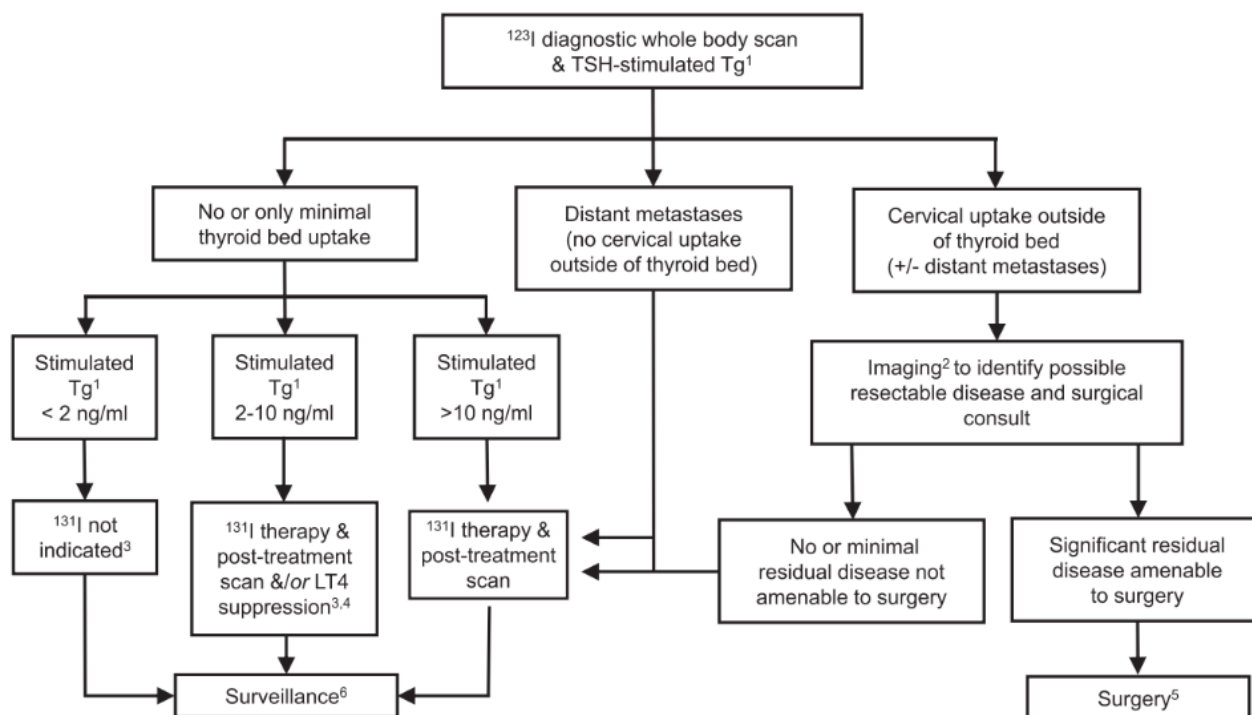 ¹²³I diagnostic whole body scan
& TSH-stimulated Tg¹
No or only minimal
thyroid bed uptake
Distant metastases
(no cervical uptake
outside of thyroid bed)
Cervical uptake outside
of thyroid bed
(+/- distant metastases)
Stimulated
Tg¹
< 2 ng/ml
Stimulated
Tg¹
2-10 ng/ml
Stimulated
Tg¹
>10 ng/ml
Imaging² to identify possible
resectable disease and surgical
consult
¹³¹I not
indicated³
¹³¹I therapy &
post-treatment
scan &/or LT4
suppression³,⁴
¹³¹I therapy &
post-treatment
scan
No or minimal
residual disease not
amenable to surgery
Significant residual
disease amenable
to surgery
Surveillance⁶
Surgery⁵